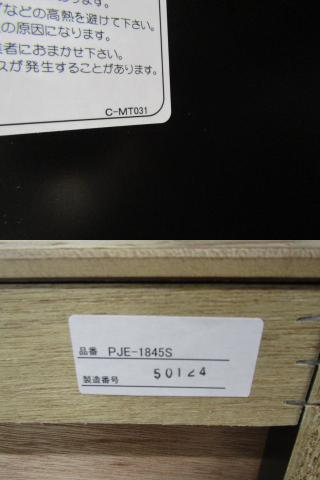 などの高熱を避けて下さい。
の原因になります。
者におまかせ下さい。
スが発生することがあります。
C-MT031
品番 PJE-1845S
製造番号 50124